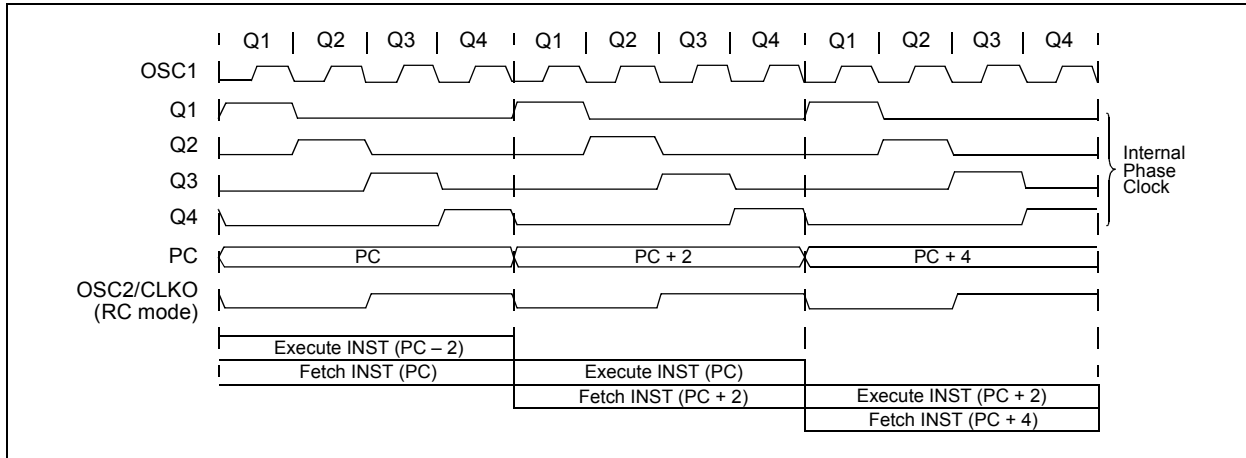 Q1 | Q2 | Q3 | Q4 | Q1 | Q2 | Q3 | Q4 | Q1 | Q2 | Q3 | Q4
OSC1
Q1
Q2
Q3
Q4
Internal
Phase
Clock
PC PC PC + 2 PC + 4
OSC2/CLKO
(RC mode)
Execute INST (PC – 2)
Fetch INST (PC) Execute INST (PC)
Fetch INST (PC + 2) Execute INST (PC + 2)
Fetch INST (PC + 4)